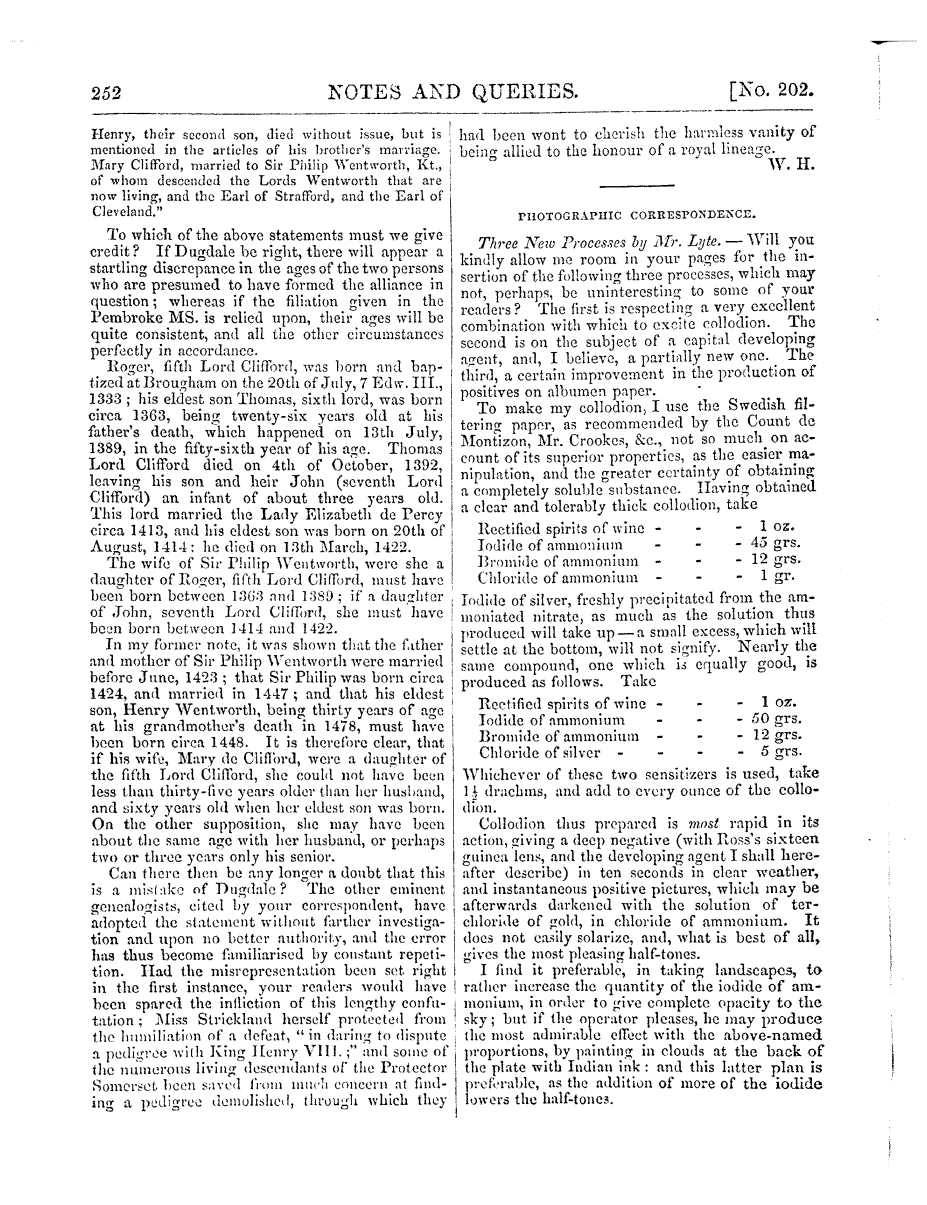 252 NOTES AND QUERIES. [No. 202.
Henry, their second son, died without issue, but is
mentioned in the articles of his brother's marriage.
Mary Clifford, married to Sir Philip Wentworth, Kt.,
of whom descended the Lords Wentworth that are
now living, and the Earl of Strafford, and the Earl of
Cleveland."
To which of the above statements must we give
credit? If Dugdale be right, there will appear a
startling discrepance in the ages of the two persons
who are presumed to have formed the alliance in
question; whereas if the filiation given in the
Pembroke MS. is relied upon, their ages will be
quite consistent, and all the other circumstances
perfectly in accordance.
Roger, fifth Lord Clifford, was born and bap-
tized at Brougham on the 20th of July, 7 Edw. III.,
1333; his eldest son Thomas, sixth lord, was born
circa 1363, being twenty-six years old at his
father's death, which happened on 13th July,
1389, in the fifty-sixth year of his age. Thomas
Lord Clifford died on 4th of October, 1392,
leaving his son and heir John (seventh Lord
Clifford) an infant of about three years old.
This lord married the Lady Elizabeth de Percy
circa 1413, and his eldest son was born on 20th of
August, 1414: he died on 13th March, 1422.
The wife of Sir Philip Wentworth, were she a
daughter of Roger, fifth Lord Clifford, must have
been born between 1363 and 1389; if a daughter
of John, seventh Lord Clifford, she must have
been born between 1414 and 1422.
In my former note, it was shown that the father
and mother of Sir Philip Wentworth were married
before June, 1423; that Sir Philip was born circa
1424, and married in 1447; and that his eldest
son, Henry Wentworth, being thirty years of age
at his grandmother's death in 1478, must have
been born circa 1448. It is therefore clear, that
if his wife, Mary de Clifford, were a daughter of
the fifth Lord Clifford, she could not have been
less than thirty-five years older than her husband,
and sixty years old when her eldest son was born.
On the other supposition, she may have been
about the same age with her husband, or perhaps
two or three years only his senior.
Can there then be any longer a doubt that this
is a mistake of Dugdale? The other eminent
genealogists, cited by your correspondent, have
adopted the statement without farther investiga-
tion and upon no better authority, and the error
has thus become familiarised by constant repeti-
tion. Had the misrepresentation been set right
in the first instance, your readers would have
been spared the infliction of this lengthy confu-
tation; Miss Strickland herself protected from
the humiliation of a defeat, "in daring to dispute
a pedigree with King Henry VIII.;" and some of
the numerous living descendants of the Protector
Somerset been saved from much concern at find-
ing a pedigree demolished, through which they
had been wont to cherish the harmless vanity of
being allied to the honour of a royal lineage.
W. H.
PHOTOGRAPHIC CORRESPONDENCE.
Three New Processes by Mr. Lyte. — Will you
kindly allow me room in your pages for the in-
sertion of the following three processes, which may
not, perhaps, be uninteresting to some of your
readers? The first is respecting a very excellent
combination with which to excite collodion. The
second is on the subject of a capital developing
agent, and, I believe, a partially new one. The
third, a certain improvement in the production of
positives on albumen paper.
To make my collodion, I use the Swedish fil-
tering paper, as recommended by the Count de
Montizon, Mr. Crookes, &c., not so much on ac-
count of its superior properties, as the easier ma-
nipulation, and the greater certainty of obtaining
a completely soluble substance. Having obtained
a clear and tolerably thick collodion, take
Rectified spirits of wine - - - 1 oz.
Iodide of ammonium - - - 45 grs.
Bromide of ammonium - - - 12 grs.
Chloride of ammonium - - - 1 gr.
Iodide of silver, freshly precipitated from the am-
moniated nitrate, as much as the solution thus
produced will take up — a small excess, which will
settle at the bottom, will not signify. Nearly the
same compound, one which is equally good, is
produced as follows. Take
Rectified spirits of wine - - - 1 oz.
Iodide of ammonium - - - 50 grs.
Bromide of ammonium - - - 12 grs.
Chloride of silver - - - - 5 grs.
Whichever of these two sensitizers is used, take
1½ drachms, and add to every ounce of the collo-
dion.
Collodion thus prepared is most rapid in its
action, giving a deep negative (with Ross's sixteen
guinea lens, and the developing agent I shall here-
after describe) in ten seconds in clear weather,
and instantaneous positive pictures, which may be
afterwards darkened with the solution of ter-
chloride of gold, in chloride of ammonium. It
does not easily solarize, and, what is best of all,
gives the most pleasing half-tones.
I find it preferable, in taking landscapes, to
rather increase the quantity of the iodide of am-
monium, in order to give complete opacity to the
sky; but if the operator pleases, he may produce
the most admirable effect with the above-named
proportions, by painting in clouds at the back of
the plate with Indian ink: and this latter plan is
preferable, as the addition of more of the iodide
lowers the half-tones.